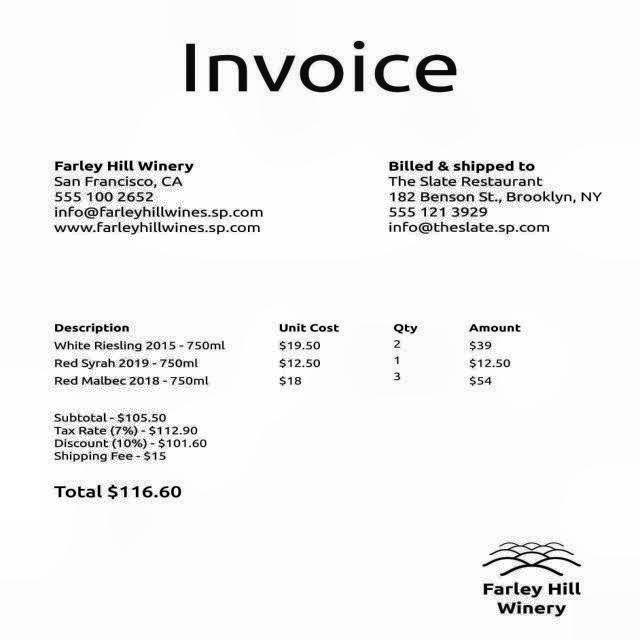 Invoice
Farley Hill Winery
San Francisco, CA
555 100 2652
info@farleyhillwines.sp.com
www.farleyhillwines.sp.com
Billed & shipped to
The Slate Restaurant
182 Benson St., Brooklyn, NY
555 121 3929
info@theslate.sp.com
Description Unit Cost Qty Amount
White Riesling 2015 - 750ml $19.50 2 $39
Red Syrah 2019 - 750ml $12.50 1 $12.50
Red Malbec 2018 - 750ml $18 3 $54
Subtotal - $105.50
Tax Rate (7%) - $112.90
Discount (10%) - $101.60
Shipping Fee - $15
Total $116.60
Farley Hill
Winery